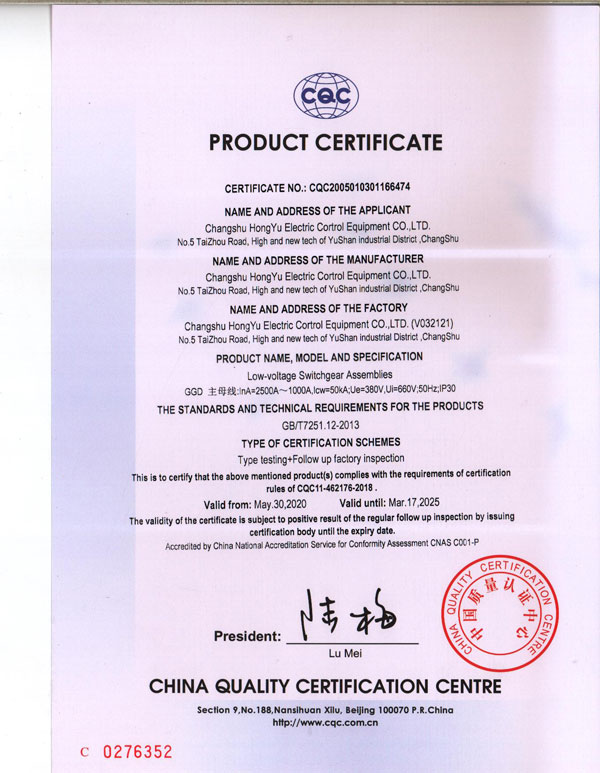 CQC
PRODUCT CERTIFICATE
CERTIFICATE NO.: CQC2005010301166474
NAME AND ADDRESS OF THE APPLICANT
Changshu HongYu Electric Cortrol Equipment CO.,LTD.
No.5 TaiZhou Road, High and new tech of YuShan industrial District ,ChangShu
NAME AND ADDRESS OF THE MANUFACTURER
Changshu HongYu Electric Cortrol Equipment CO.,LTD.
No.5 TaiZhou Road, High and new tech of YuShan industrial District ,ChangShu
NAME AND ADDRESS OF THE FACTORY
Changshu HongYu Electric Cortrol Equipment CO.,LTD. (V032121)
No.5 TaiZhou Road, High and new tech of YuShan industrial District ,ChangShu
PRODUCT NAME, MODEL AND SPECIFICATION
Low-voltage Switchgear Assemblies
GGD 主母线:InA=2500A～1000A,Icw=50kA;Ue=380V,Ui=660V;50Hz;IP30
THE STANDARDS AND TECHNICAL REQUIREMENTS FOR THE PRODUCTS
GB/T7251.12-2013
TYPE OF CERTIFICATION SCHEMES
Type testing+Follow up factory inspection
This is to certify that the above mentioned product(s) complies with the requirements of certification
rules of CQC11-462176-2018 .
Valid from: May.30,2020 Valid until: Mar.17,2025
The validity of the certificate is subject to positive result of the regular follow up inspection by issuing
certification body until the expiry date.
Accredited by China National Accreditation Service for Conformity Assessment CNAS C001-P
CHINA QUALITY CERTIFICATION CENTRE
中国质量认证中心
President: 陆梅
Lu Mei
CHINA QUALITY CERTIFICATION CENTRE
Section 9,No.188,Nansihuan Xilu, Beijing 100070 P.R.China
http://www.cqc.com.cn
C 0276352